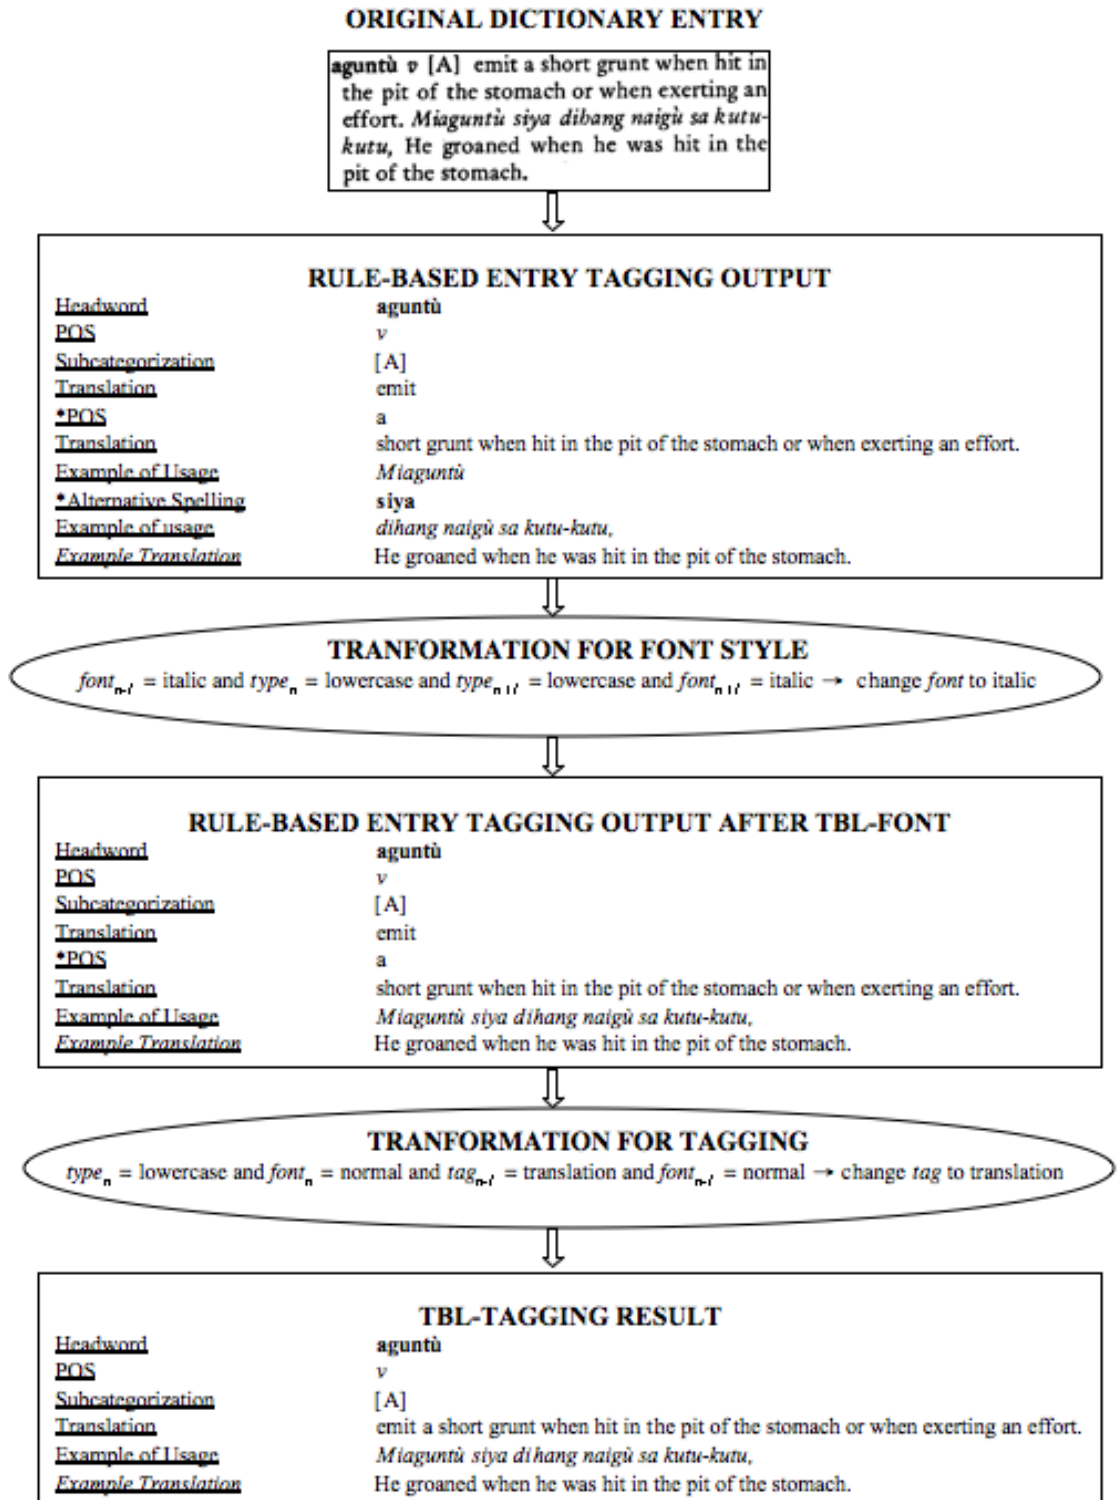 ORIGINAL DICTIONARY ENTRY
aguntù v [A] emit a short grunt when hit in
the pit of the stomach or when exerting an
effort. Miaguntù siya dihang naigù sa kutu-
kutu, He groaned when he was hit in the
pit of the stomach.
RULE-BASED ENTRY TAGGING OUTPUT
Headword aguntù
POS v
Subcategorization [A]
Translation emit
*POS a
Translation short grunt when hit in the pit of the stomach or when exerting an effort.
Example of Usage Miaguntù
*Alternative Spelling siya
Example of usage dihang naigù sa kutu-kutu,
Example Translation He groaned when he was hit in the pit of the stomach.
TRANFORMATION FOR FONT STYLE
font n-1 = italic and type n = lowercase and type n+1 = lowercase and font n+1 = italic → change font to italic
RULE-BASED ENTRY TAGGING OUTPUT AFTER TBL-FONT
Headword aguntù
POS v
Subcategorization [A]
Translation emit
*POS a
Translation short grunt when hit in the pit of the stomach or when exerting an effort.
Example of Usage Miaguntù siya dihang naigù sa kutu-kutu,
Example Translation He groaned when he was hit in the pit of the stomach.
TRANFORMATION FOR TAGGING
type n = lowercase and font n = normal and tag n-1 = translation and font n-1 = normal → change tag to translation
TBL-TAGGING RESULT
Headword aguntù
POS v
Subcategorization [A]
Translation emit a short grunt when hit in the pit of the stomach or when exerting an effort.
Example of Usage Miaguntù siya dihang naigù sa kutu-kutu,
Example Translation He groaned when he was hit in the pit of the stomach.